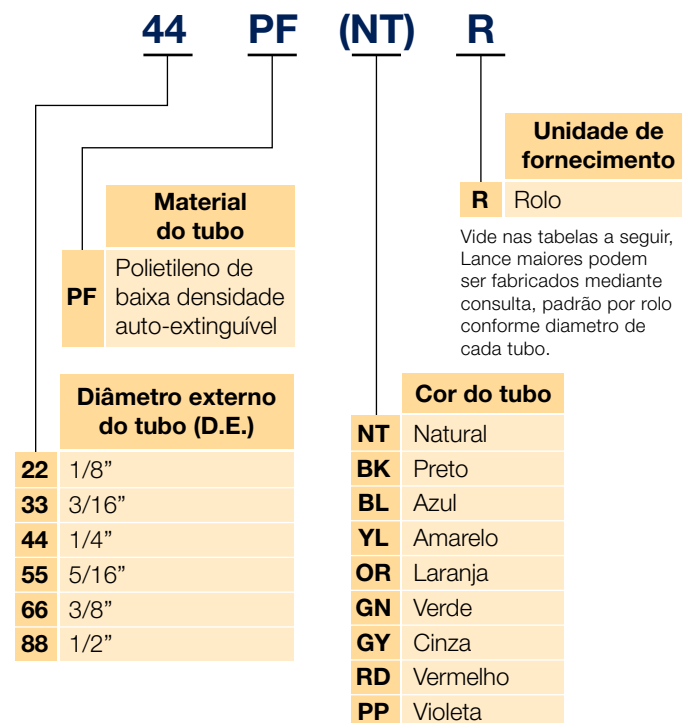 44 PF (NT) R
Unidade de
fornecimento
R Rolo
Vide nas tabelas a seguir,
Lance maiores podem
ser fabricados mediante
consulta, padrão por rolo
conforme diametro de
cada tubo.
Material
do tubo
PF Polietileno de
baixa densidade
auto-extinguível
Diâmetro externo
do tubo (D.E.)
22 1/8”
33 3/16”
44 1/4”
55 5/16”
66 3/8”
88 1/2”
Cor do tubo
NT Natural
BK Preto
BL Azul
YL Amarelo
OR Laranja
GN Verde
GY Cinza
RD Vermelho
PP Violeta